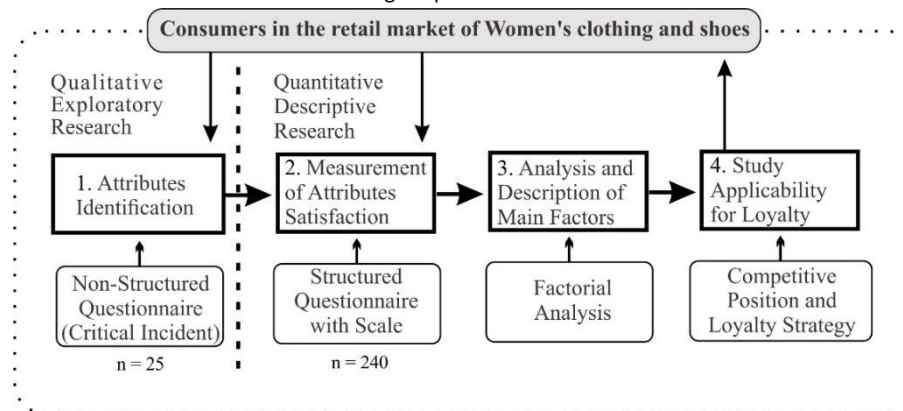 Consumers in the retail market of Women's clothing and shoes
Qualitative
Exploratory
Research
Quantitative
Descriptive
Research
1. Attributes
Identification
2. Measurement
of Attributes
Satisfaction
3. Analysis and
Description of
Main Factors
4. Study
Applicability
for Loyalty
Non-Structured
Questionnaire
(Critical Incident)
Structured
Questionnaire
with Scale
Factorial
Analysis
Competitive
Position and
Loyalty Strategy
n = 25
n = 240